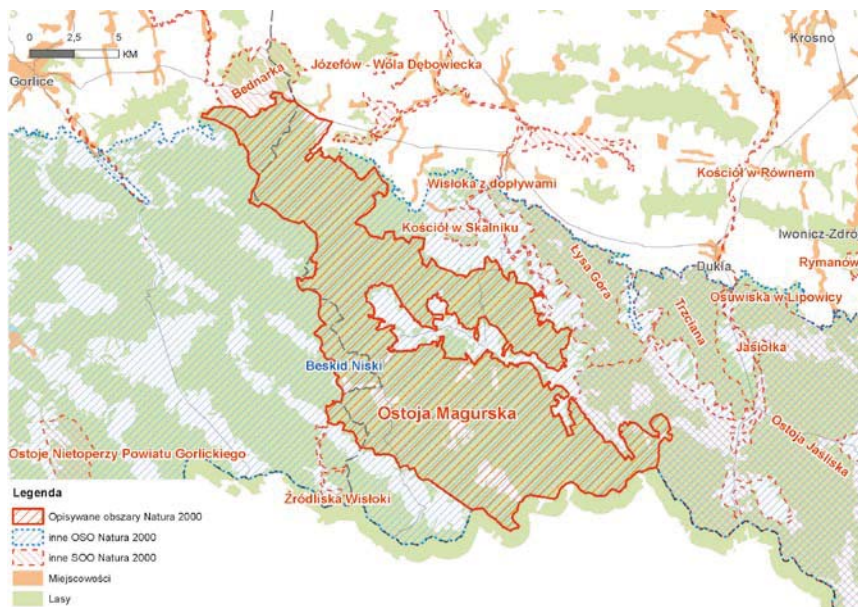 0 2,5 5
KM
Gorlice
Bednarka
Józefów - Wola Dębowiecka
Krosno
Kościół w Równem
Wisłoka z dopływami
Kościół w Skalniku
Iwonicz-Zdró
Rymanów
Łysa Góra
Dukla
Osuwiska w Lipowicy
Trzciana
Jasiołka
Beskid Niski
Ostoja Magurska
Ostoja Jaśliska
Ostoje Nietoperzy Powiatu Gorlickiego
Źródliska Wisłoki
Legenda
Opisywane obszary Natura 2000
inne OSO Natura 2000
inne SOO Natura 2000
Miejscowości
Lasy